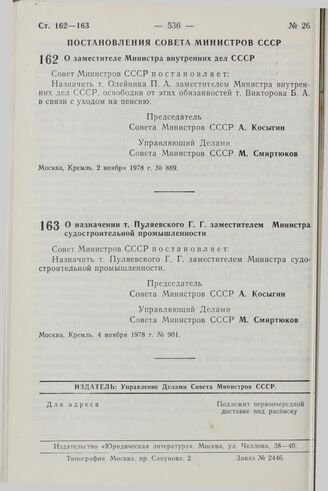 Ст. 162—163 — 536 — № 26
ПОСТАНОВЛЕНИЯ СОВЕТА МИНИСТРОВ СССР
162 О заместителе Министра внутренних дел СССР
Совет Министров СССР постановляет:
Назначить т. Олейника П. А. заместителем Министра внутрен-
них дел СССР, освободив от этих обязанностей т. Викторова Б. А.
в связи с уходом на пенсию.
Председатель
Совета Министров СССР А. Косыгин
Управляющий Делами
Совета Министров СССР М. Смиртюков
Москва, Кремль. 2 ноября 1978 г. № 889.
163 О назначении т. Пуляевского Г. Г. заместителем Министра
судостроительной промышленности
Совет Министров СССР постановляет:
Назначить т. Пуляевского Г. Г. заместителем Министра судо-
строительной промышленности.
Председатель
Совета Министров СССР А. Косыгин
Управляющий Делами
Совета Министров СССР М. Смиртюков
Москва, Кремль. 4 ноября 1978 г. № 901.
ИЗДАТЕЛЬ: Управление Делами Совета Министров СССР.
Для адреса Подлежит первоочередной
доставке под расписку
Издательство «Юридическая литература». Москва, ул. Чкалова, 38—40.
Типография. Москва, пр. Сапунова, 2. Заказ № 2446.